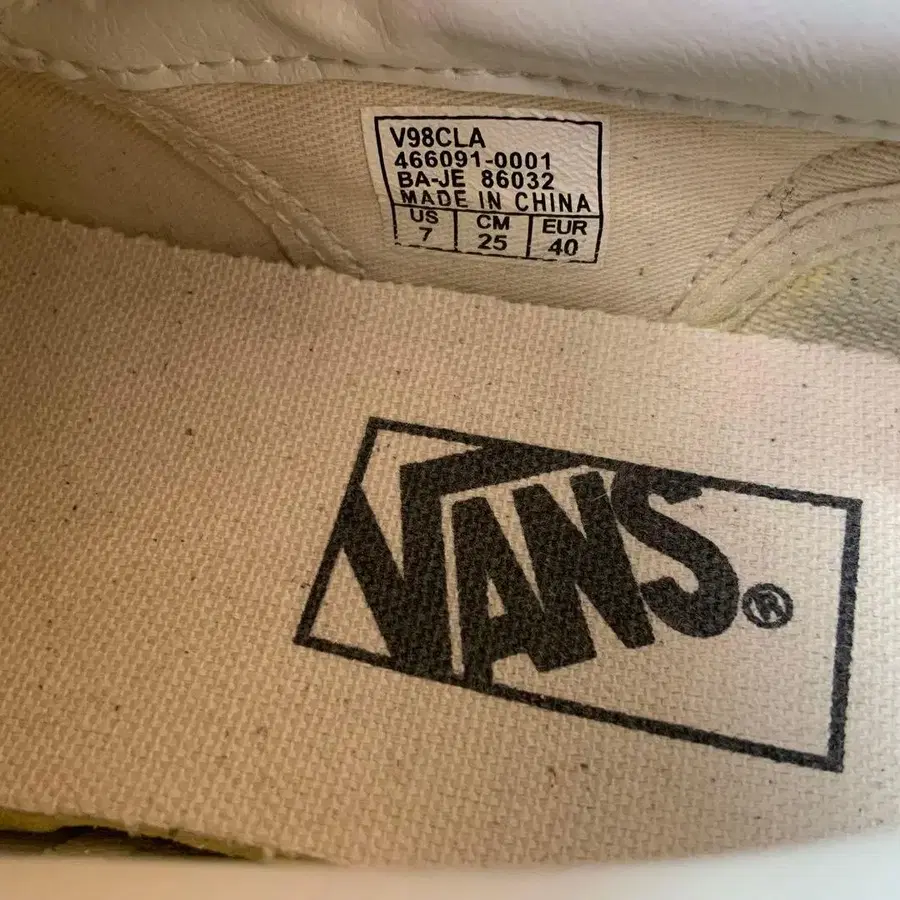 V98CLA
466091-0001
BA-JE 86032
MADE IN CHINA
US CM EUR
7 25 40
VANS®